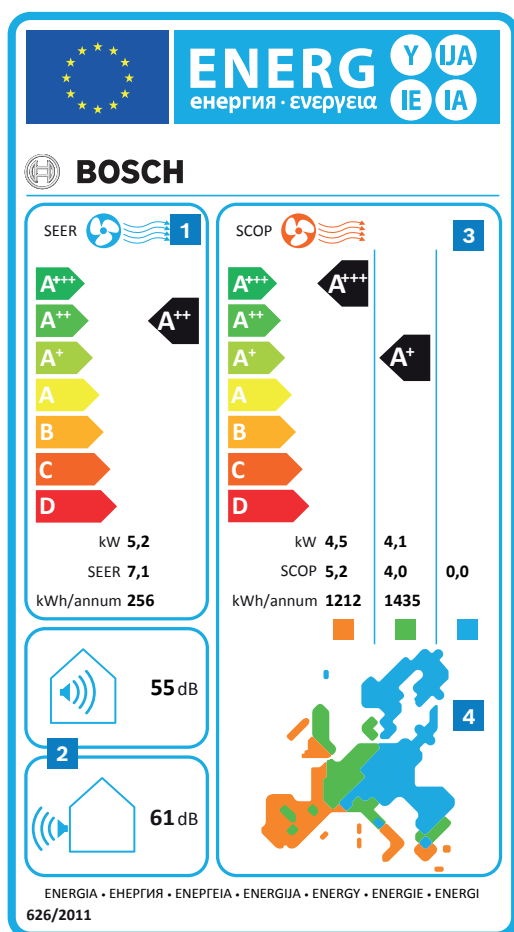 ENERG
енергия · ενεργεια
Y IJA
IE IA
BOSCH
SEER
1
A+++
A++
A+
A
B
C
D
A++
kW 5,2
SEER 7,1
kWh/annum 256
SCOP
3
A+++
A++
A+
A
B
C
D
A+++
A+
kW 4,5 4,1
SCOP 5,2 4,0 0,0
kWh/annum 1212 1435
55 dB
2
61 dB
4
ENERGIA • ЕНЕРГИЯ • ΕΝΕΡΓΕΙΑ • ENERGIJA • ENERGY • ENERGIE • ENERGI
626/2011